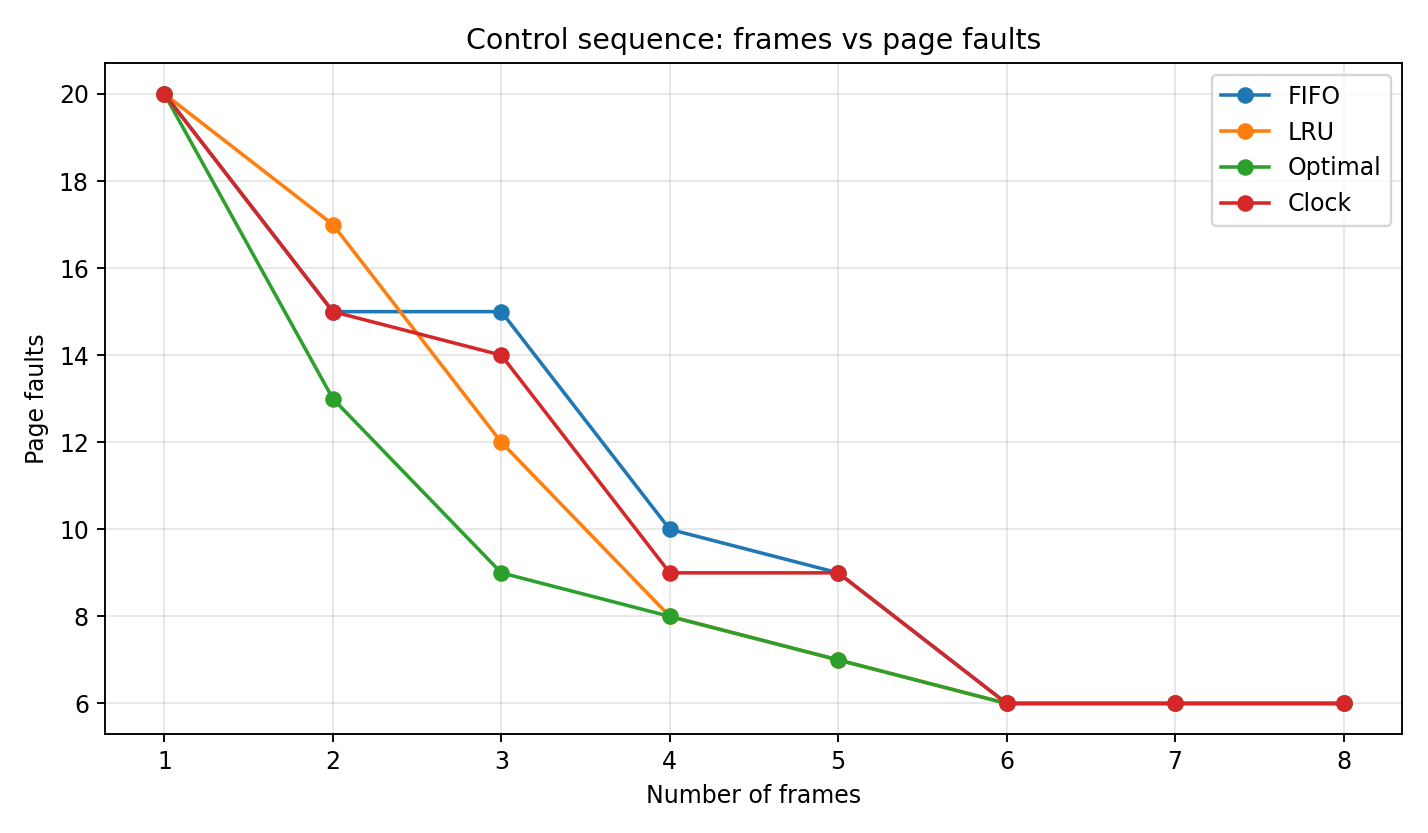 Control sequence: frames vs page faults
FIFO
LRU
Optimal
Clock
Page faults
20
18
16
14
12
10
8
6
1 2 3 4 5 6 7 8
Number of frames